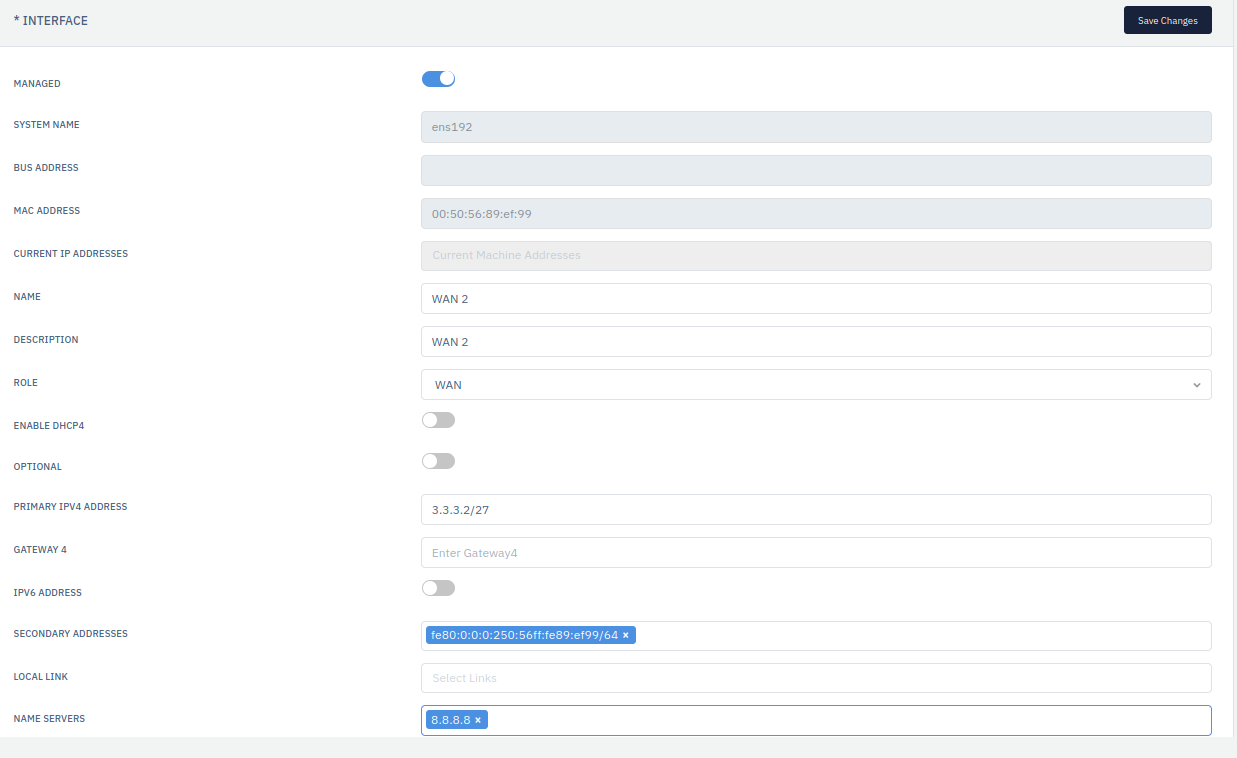 * INTERFACE
Save Changes
MANAGED
SYSTEM NAME
ens192
BUS ADDRESS
MAC ADDRESS
00:50:56:89:ef:99
CURRENT IP ADDRESSES
Current Machine Addresses
NAME
WAN 2
DESCRIPTION
WAN 2
ROLE
WAN
ENABLE DHCP4
OPTIONAL
PRIMARY IPV4 ADDRESS
3.3.3.2/27
GATEWAY 4
Enter Gateway4
IPV6 ADDRESS
SECONDARY ADDRESSES
fe80:0:0:0:250:56ff:fe89:ef99/64 ×
LOCAL LINK
Select Links
NAME SERVERS
8.8.8.8 ×